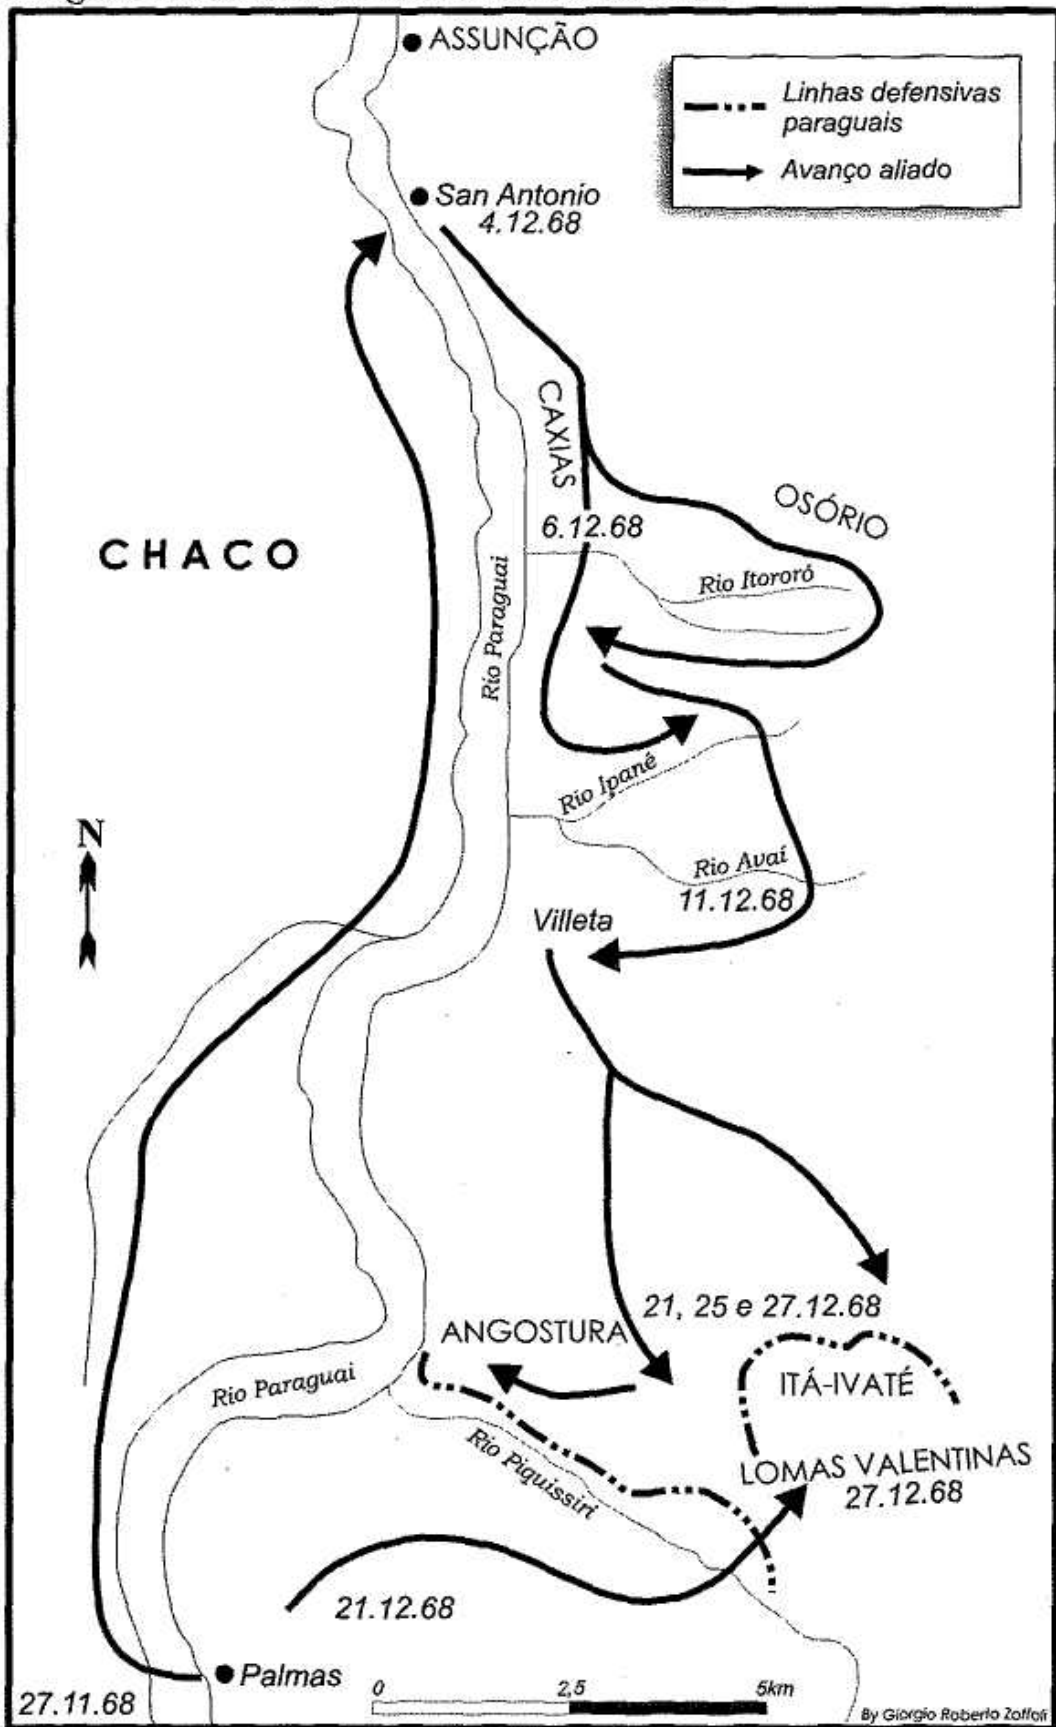 ASSUNÇÃO
Linhas defensivas
paraguais
Avanço aliado
San Antonio
4.12.68
CAXIAS
OSÓRIO
6.12.68
CHACO
Rio Itororó
Rio Paraguai
Rio Ipané
N
Rio Avaí
11.12.68
Villeta
21, 25 e 27.12.68
ANGOSTURA
ITÁ-IVATÉ
Rio Paraguai
Rio Piquissiri
LOMAS VALENTINAS
27.12.68
21.12.68
Palmas
27.11.68
0 2,5 5km
By Giorgio Roberto Zoffoli